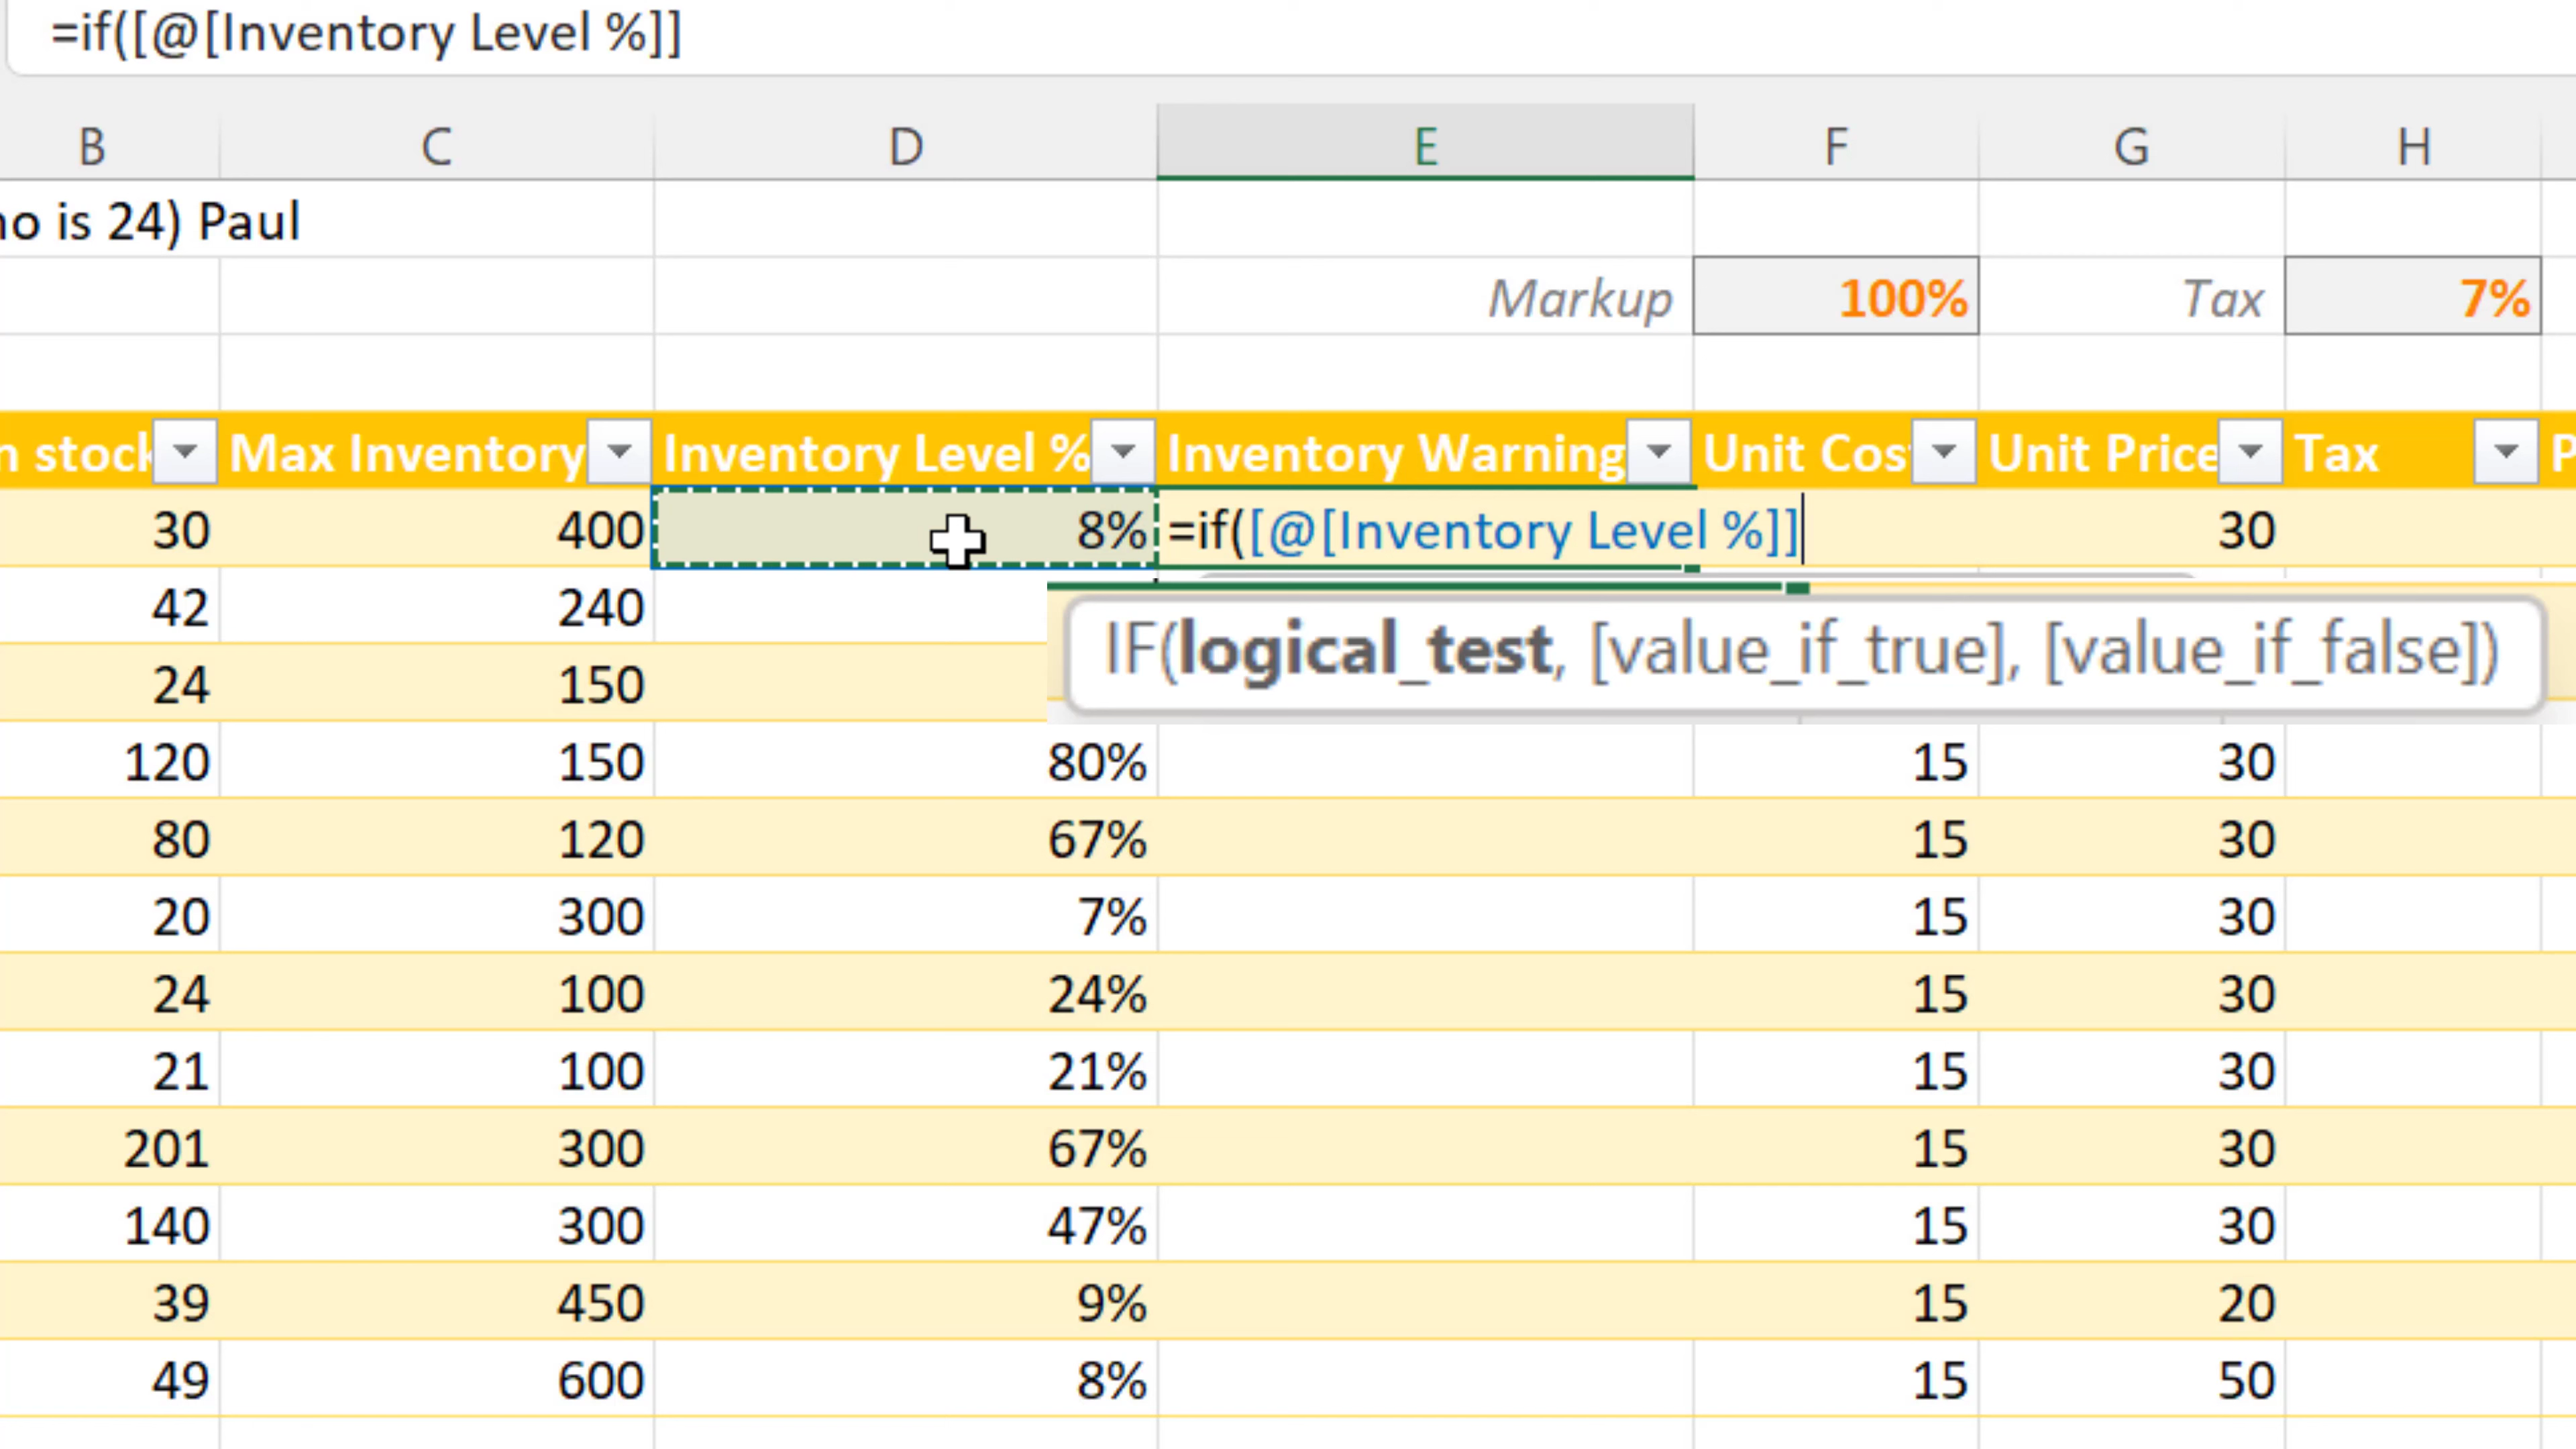 =if([@[Inventory Level %]]
B C D E F G H
is 24) Paul
Markup 100% Tax 7%
stock Max Inventory Inventory Level % Inventory Warning Unit Cos Unit Price Tax
30 400 8% =if([@[Inventory Level %]] 30
42 240
IF(logical_test, [value_if_true], [value_if_false])
24 150
120 150 80% 15 30
80 120 67% 15 30
20 300 7% 15 30
24 100 24% 15 30
21 100 21% 15 30
201 300 67% 15 30
140 300 47% 15 30
39 450 9% 15 20
49 600 8% 15 50